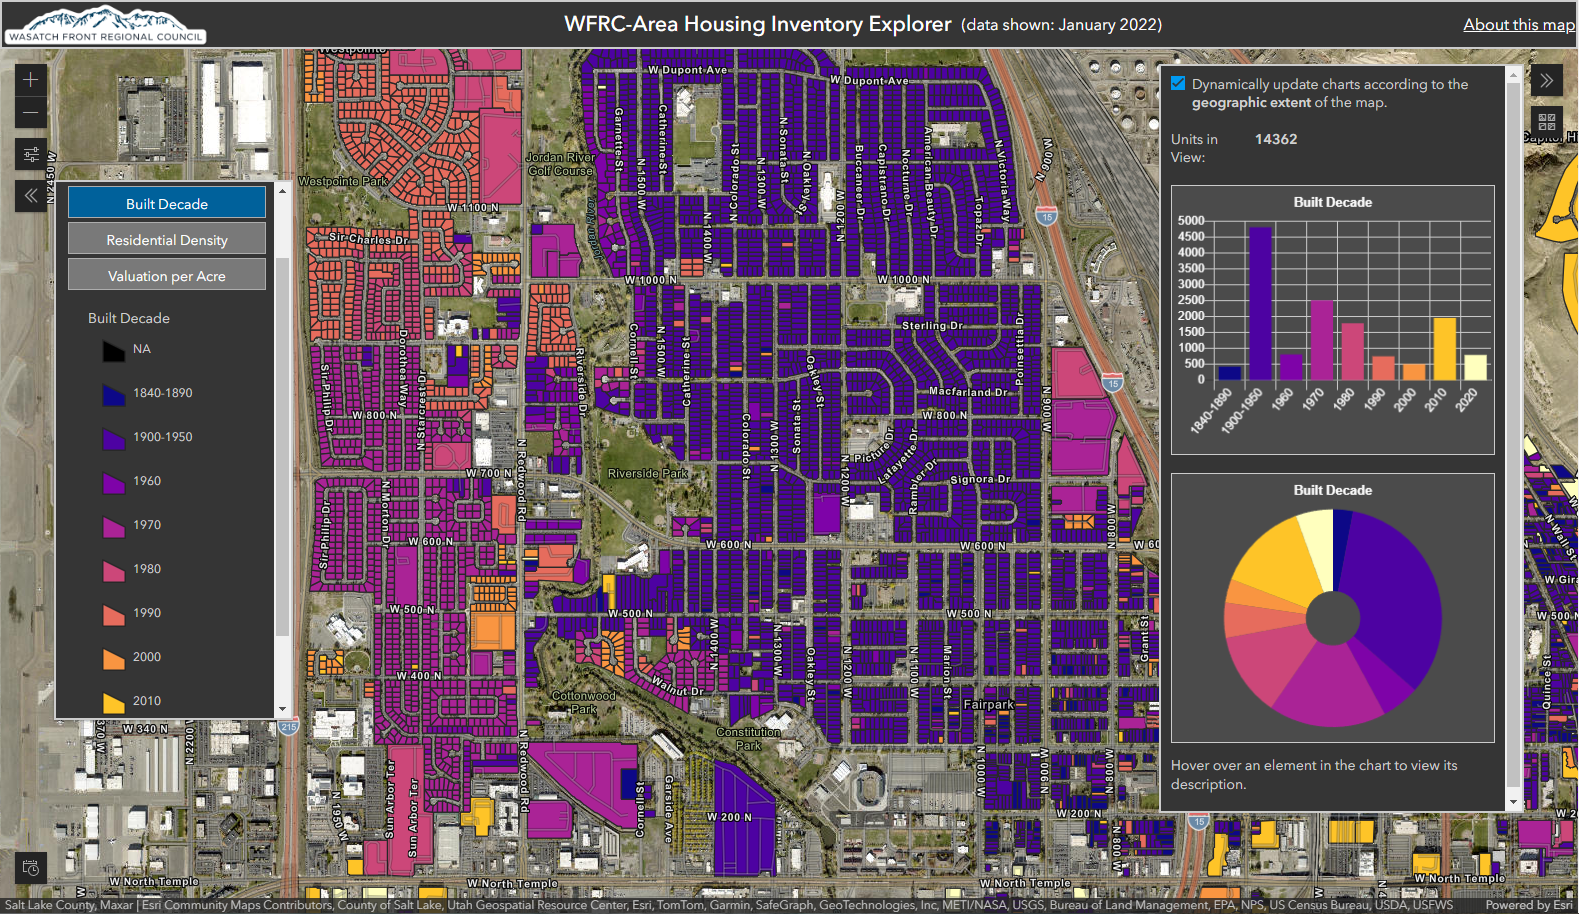 WASATCH FRONT REGIONAL COUNCIL
WFRC-Area Housing Inventory Explorer (data shown: January 2022)
About this map
Built Decade
Residential Density
Valuation per Acre
Built Decade
NA
1840-1890
1900-1950
1960
1970
1980
1990
2000
2010
Dynamically update charts according to the
geographic extent of the map.
Units in
View:
14362
Built Decade
5000
4500
4000
3500
3000
2500
2000
1500
1000
500
0
1840-1890
1900-1950
1960
1970
1980
1990
2000
2010
2020
Built Decade
Hover over an element in the chart to view its
description.
Westpointe
W Dupont Ave
W Dupont Ave
Garnette St
Catherine St
N Sonata St
N 900 W
Jordan River
Golf Course
N 1500 W
N Colorado St
N 1300 W
N Oakley St
Buccaneer Dr
Capistrano Dr
Nocturne Dr
American Beauty Dr
N Victoria Way
N 2450 W
Westpointe Park
W 1100 N
N 1400 W
N 1200 W
Topaz Dr
15
Sir Charles Dr
W 1000 N
W 1000 N
Dorothea Way
Riverside Dr
Cornell St
N 1500 W
Catherine St
Sterling Dr
Poinsettia Dr
Sir Philip Dr
N Starcrest Dr
Oakley St
Macfarland Dr
15
N 900 W
W 800 N
W 800 N
Colorado St
N 1300 W
Sonata St
Picture Dr
Lafayette Dr
W 700 N
Riverside Park
N 1200 W
Rambler Dr
Signora Dr
Sir Philip Dr
N Morton Dr
N Redwood Rd
N 800 W
W 600 N
W 600 N
W 600 N
W 60
N Wall St
W Gir
W 500 N
W 500 N
W 500 N
W 500 N
N 1400 W
N 1300 W
Oakley St
N 1200 W
N 1100 W
Marion St
Grant St
Quince St
W 400 N
Walnut Dr
Cottonwood
Park
Fairpark
215
W 340 N
N 2200 W
Constitution
Park
N Redwood Rd
N 1000 W
N 900 W
N 800 W
Sun Arbor Ter
Sun Arbor Ter
N 1950 W
Cornell St
Garside Ave
W 200 N
W 200 N
15
N 800 W
W North Temple
W North Temple
W North Temple
W North Temple
Salt Lake County, Maxar | Esri Community Maps Contributors, County of Salt Lake, Utah Geospatial Resource Center, Esri, TomTom, Garmin, SafeGraph, GeoTechnologies, Inc, METI/NASA, USGS, Bureau of Land Management, EPA, NPS, US Census Bureau, USDA, USFWS
Powered by Esri